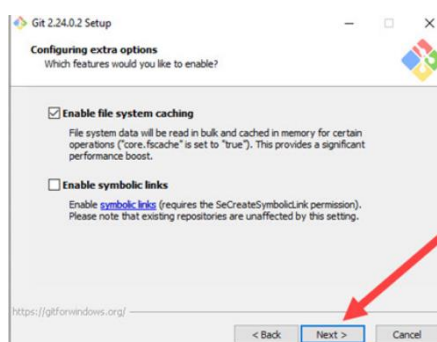 Git 2.24.0.2 Setup
Configuring extra options
Which features would you like to enable?
Enable file system caching
File system data will be read in bulk and cached in memory for certain
operations ("core.fscache" is set to "true"). This provides a significant
performance boost.
Enable symbolic links
Enable symbolic links (requires the SeCreateSymbolicLink permission).
Please note that existing repositories are unaffected by this setting.
https://gitforwindows.org/
< Back Next > Cancel